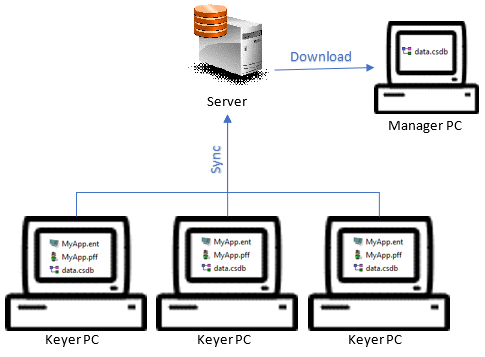 Download
data.csdb
Server
Manager PC
Sync
MyApp.ent
MyApp.pff
data.csdb
MyApp.ent
MyApp.pff
data.csdb
MyApp.ent
MyApp.pff
data.csdb
Keyer PC
Keyer PC
Keyer PC